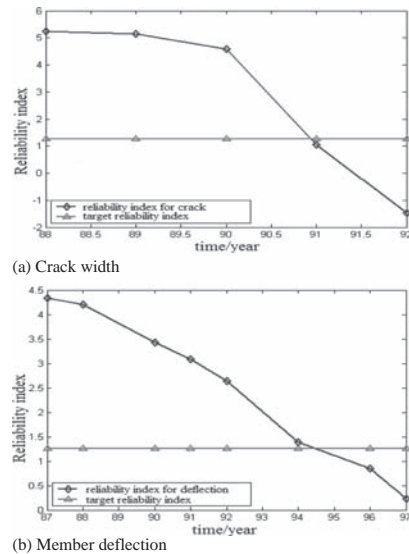 6
5
4
3
2
1
0
-1
-2
Reliability index
reliability index for crack
target reliability index
88 88.5 89 89.5 90 90.5 91 91.5 92
time/year
(a) Crack width
4.5
4
3.5
3
2.5
2
1.5
1
0.5
0
Reliability index
reliability index for deflection
target reliability index
87 88 90 91 92 94 96 97
time/year
(b) Member deflection